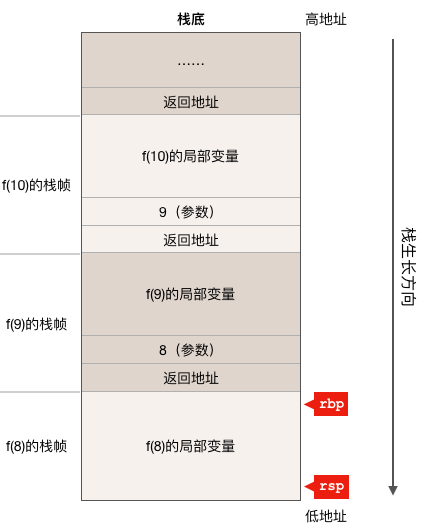 栈底
高地址
……
返回地址
f(10)的局部变量
f(10)的栈帧
9（参数）
返回地址
栈生长方向
f(9)的局部变量
f(9)的栈帧
8（参数）
返回地址
rbp
f(8)的局部变量
f(8)的栈帧
rsp
低地址